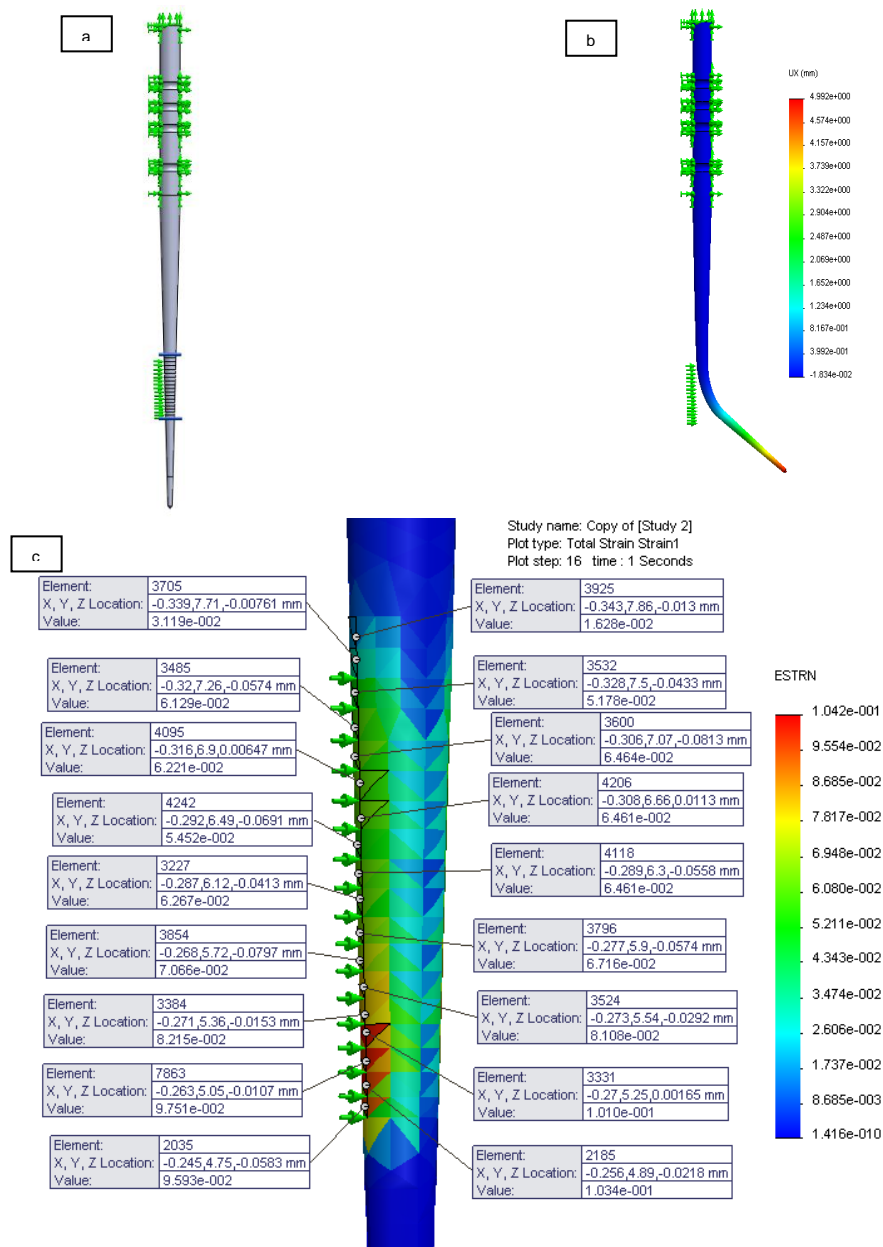 a
b
UX (mm)
4.992e+000
4.574e+000
4.157e+000
3.739e+000
3.322e+000
2.904e+000
2.487e+000
2.069e+000
1.652e+000
1.234e+000
8.167e-001
3.992e-001
-1.834e-002
c
Study name: Copy of [Study 2]
Plot type: Total Strain Strain1
Plot step: 16 time : 1 Seconds
Element: 3705
X, Y, Z Location: -0.339,7.71,-0.00761 mm
Value: 3.119e-002
Element: 3925
X, Y, Z Location: -0.343,7.86,-0.013 mm
Value: 1.628e-002
Element: 3485
X, Y, Z Location: -0.32,7.26,-0.0574 mm
Value: 6.129e-002
Element: 3532
X, Y, Z Location: -0.328,7.5,-0.0433 mm
Value: 5.178e-002
Element: 4095
X, Y, Z Location: -0.316,6.9,0.00647 mm
Value: 6.221e-002
Element: 3600
X, Y, Z Location: -0.306,7.07,-0.0813 mm
Value: 6.464e-002
Element: 4242
X, Y, Z Location: -0.292,6.49,-0.0691 mm
Value: 5.452e-002
Element: 4206
X, Y, Z Location: -0.308,6.66,0.0113 mm
Value: 6.461e-002
Element: 3227
X, Y, Z Location: -0.287,6.12,-0.0413 mm
Value: 6.267e-002
Element: 4118
X, Y, Z Location: -0.289,6.3,-0.0558 mm
Value: 6.461e-002
Element: 3854
X, Y, Z Location: -0.268,5.72,-0.0797 mm
Value: 7.066e-002
Element: 3796
X, Y, Z Location: -0.277,5.9,-0.0574 mm
Value: 6.716e-002
Element: 3384
X, Y, Z Location: -0.271,5.36,-0.0153 mm
Value: 8.215e-002
Element: 3524
X, Y, Z Location: -0.273,5.54,-0.0292 mm
Value: 8.108e-002
Element: 7863
X, Y, Z Location: -0.263,5.05,-0.0107 mm
Value: 9.751e-002
Element: 3331
X, Y, Z Location: -0.27,5.25,0.00165 mm
Value: 1.010e-001
Element: 2035
X, Y, Z Location: -0.245,4.75,-0.0583 mm
Value: 9.593e-002
Element: 2185
X, Y, Z Location: -0.256,4.89,-0.0218 mm
Value: 1.034e-001
ESTRN
1.042e-001
9.554e-002
8.685e-002
7.817e-002
6.948e-002
6.080e-002
5.211e-002
4.343e-002
3.474e-002
2.606e-002
1.737e-002
8.685e-003
1.416e-010